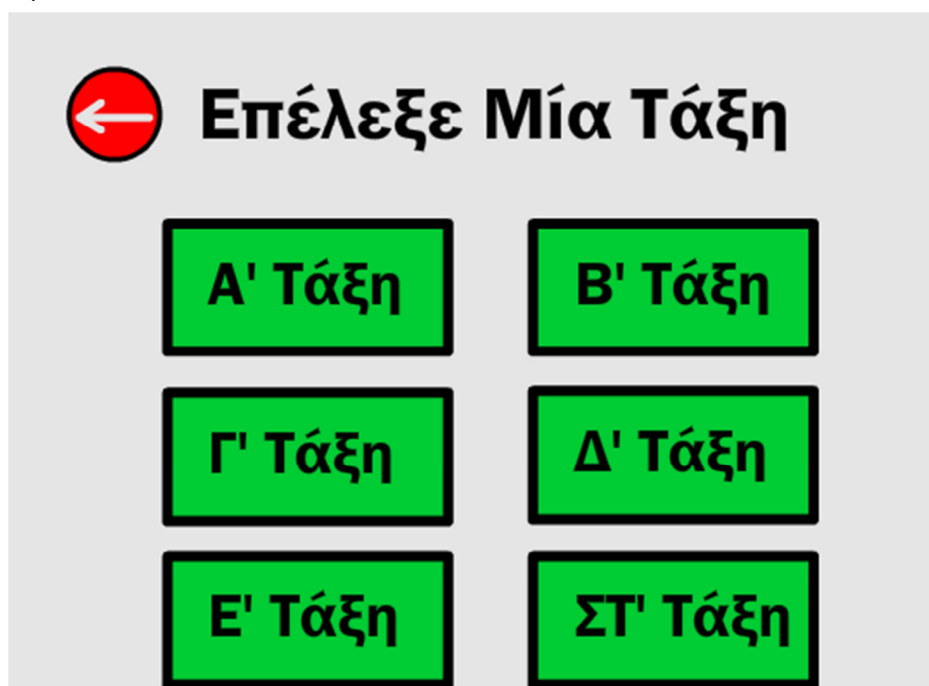 Επέλεξε Μία Τάξη
Α' Τάξη
Β' Τάξη
Γ' Τάξη
Δ' Τάξη
Ε' Τάξη
ΣΤ' Τάξη